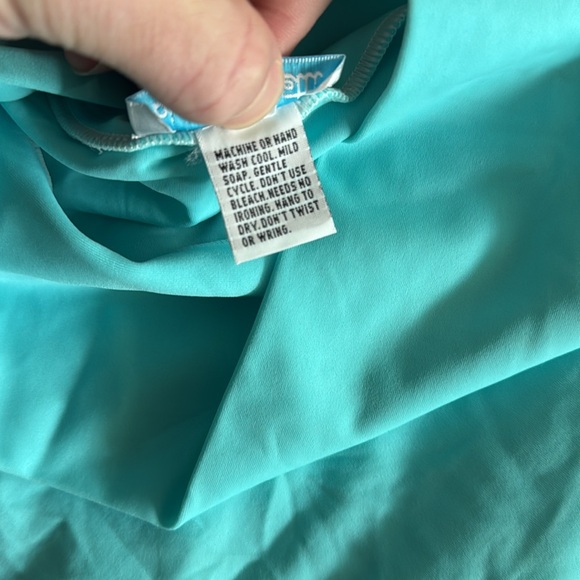 MACHINE OR HAND
WASH COOL. MILD
SOAP. GENTLE
CYCLE. DON'T USE
BLEACH.NEEDS NO
IRONING. HANG TO
DRY.DON'T TWIST
OR WRING.